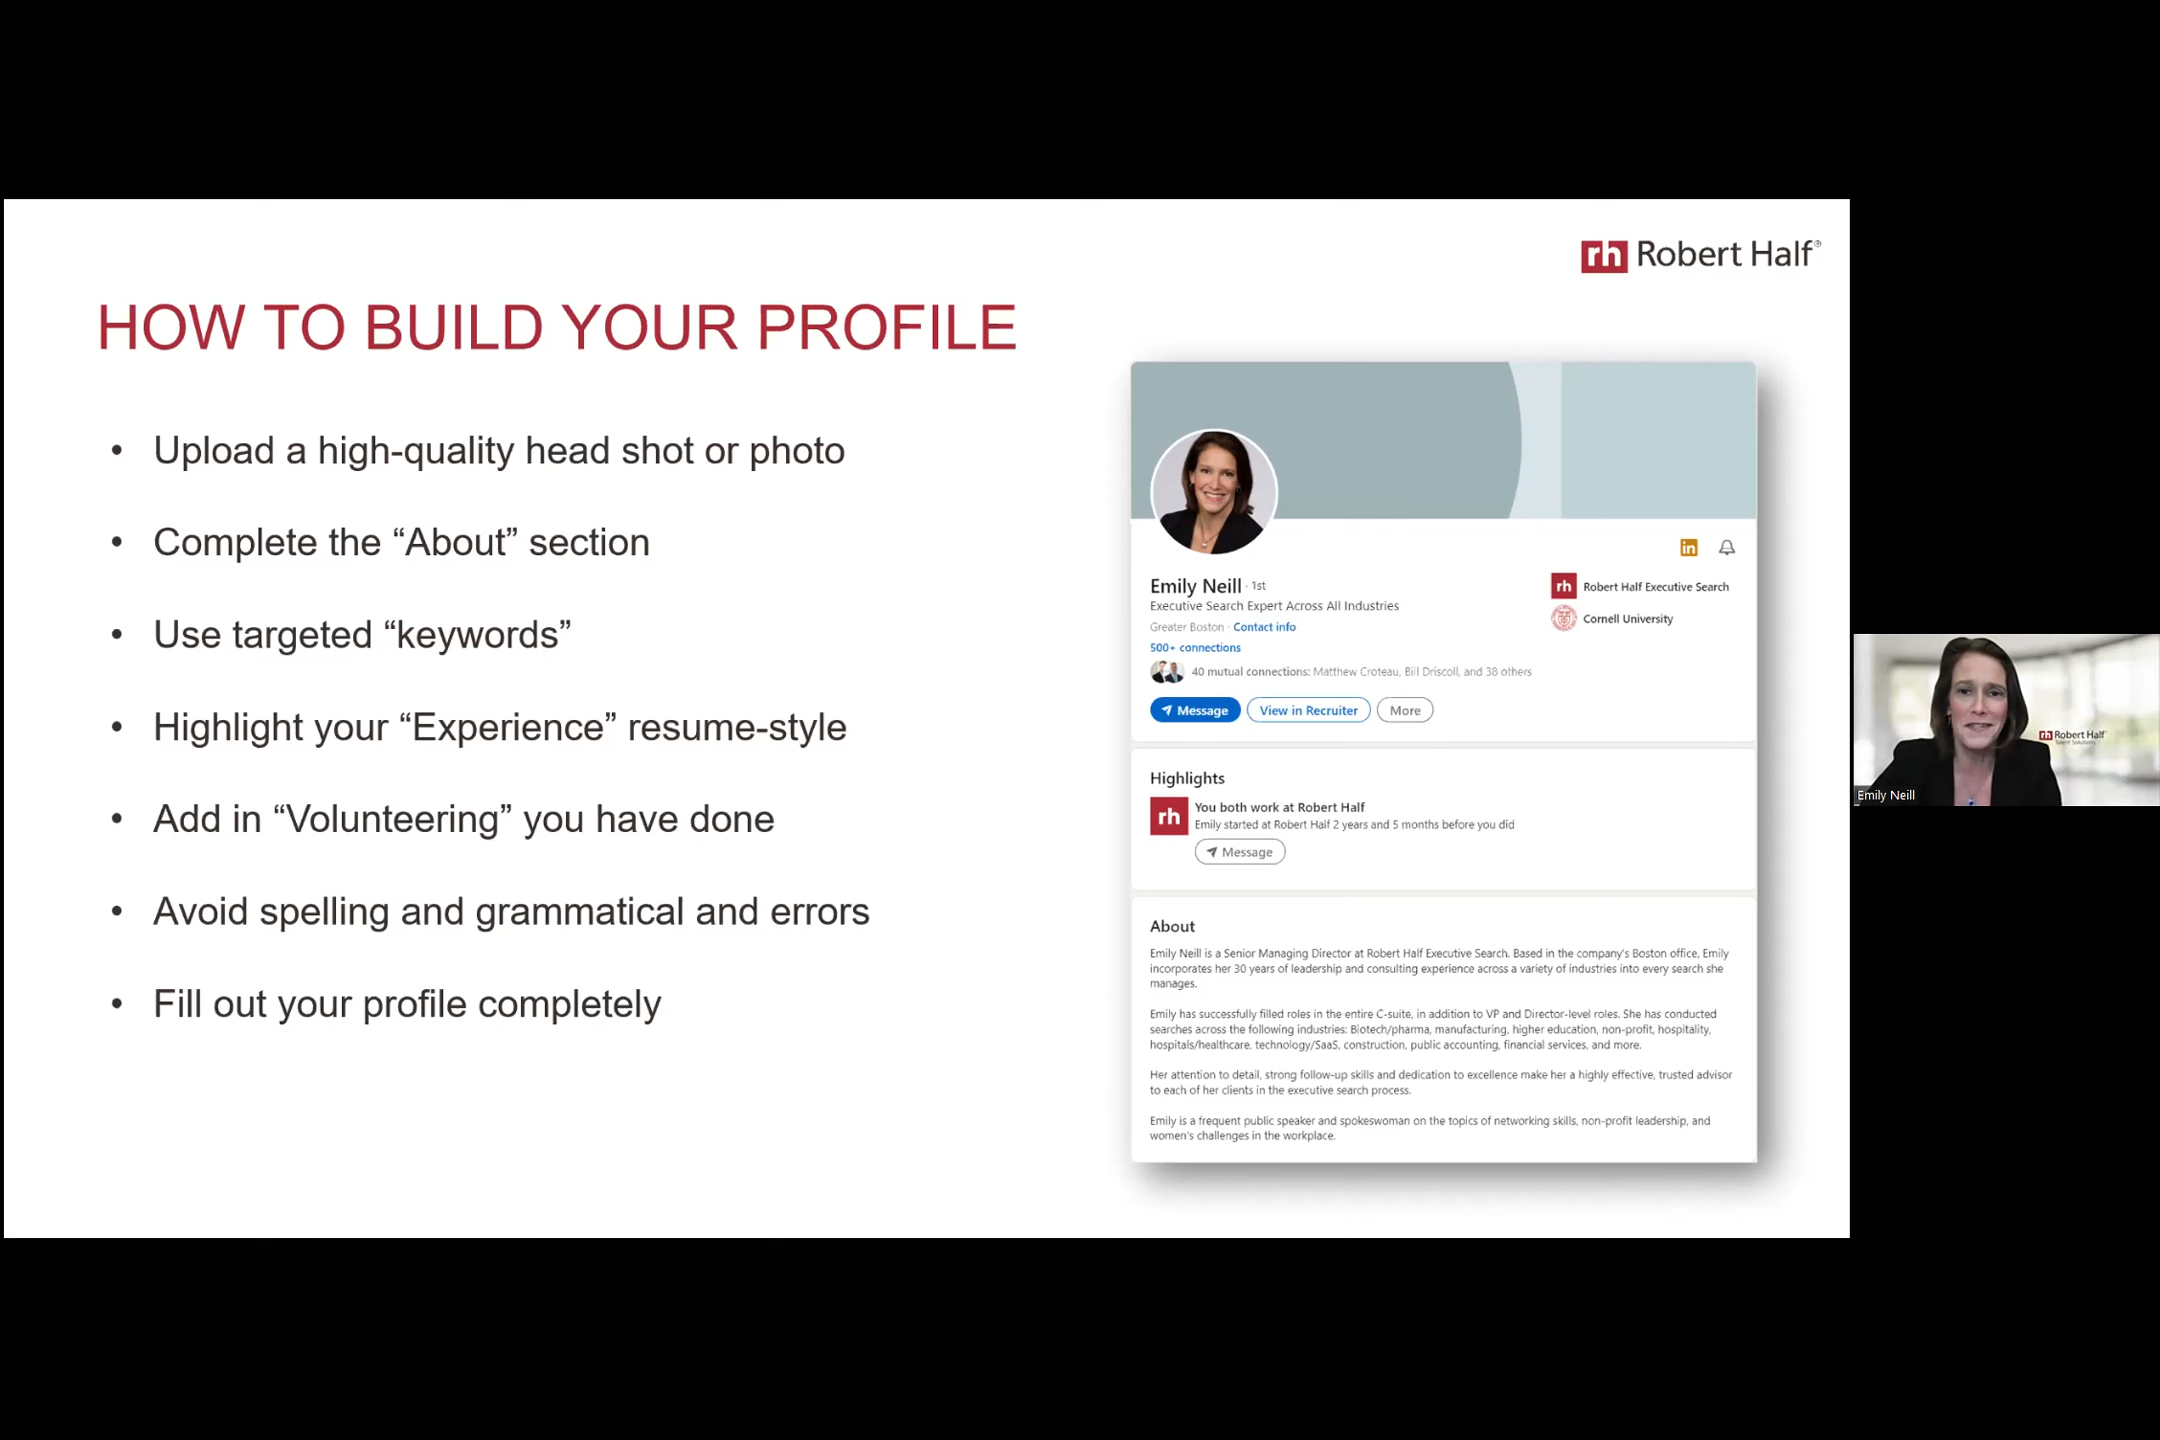 rh Robert Half®
HOW TO BUILD YOUR PROFILE
• Upload a high-quality head shot or photo
• Complete the “About” section
• Use targeted “keywords”
• Highlight your “Experience” resume-style
• Add in “Volunteering” you have done
• Avoid spelling and grammatical and errors
• Fill out your profile completely
in
Emily Neill · 1st
Executive Search Expert Across All Industries
Greater Boston · Contact info
500+ connections
40 mutual connections: Matthew Croteau, Bill Driscoll, and 38 others
Message
View in Recruiter
More
rh Robert Half Executive Search
Cornell University
Highlights
rh
You both work at Robert Half
Emily started at Robert Half 2 years and 5 months before you did
Message
About
Emily Neill is a Senior Managing Director at Robert Half Executive Search. Based in the company's Boston office, Emily
incorporates her 30 years of leadership and consulting experience across a variety of industries into every search she
manages.
Emily has successfully filled roles in the entire C-suite, in addition to VP and Director-level roles. She has conducted
searches across the following industries: Biotech/pharma, manufacturing, higher education, non-profit, hospitality,
hospitals/healthcare, technology/SaaS, construction, public accounting, financial services, and more.
Her attention to detail, strong follow-up skills and dedication to excellence make her a highly effective, trusted advisor
to each of her clients in the executive search process.
Emily is a frequent public speaker and spokeswoman on the topics of networking skills, non-profit leadership, and
women's challenges in the workplace.
rh Robert Half
Talent Solutions
Emily Neill